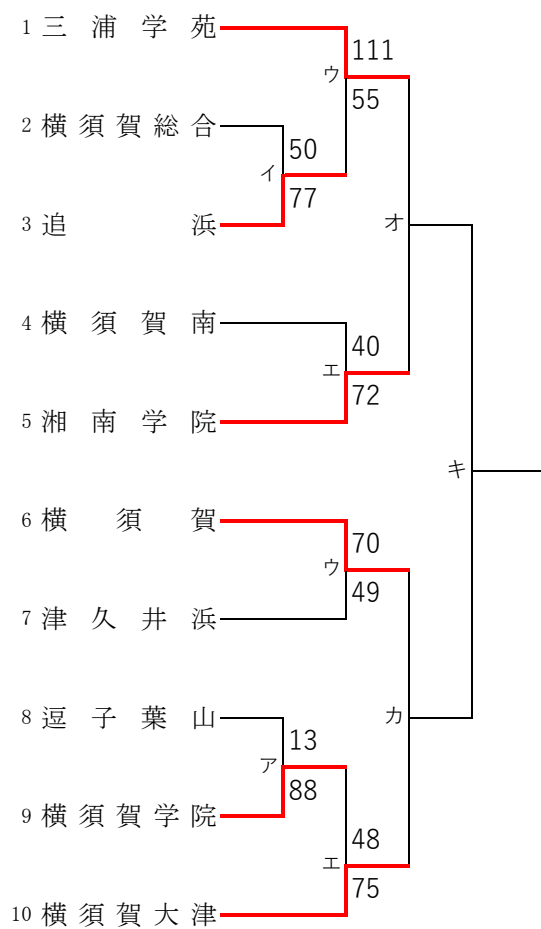 1 三浦学苑
111
ウ
55
2 横須賀総合
50
イ
77
3 追浜
オ
4 横須賀南
40
エ
72
5 湘南学院
キ
6 横須賀
70
ウ
49
7 津久井浜
8 逗子葉山
カ
13
ア
88
9 横須賀学院
48
エ
75
10 横須賀大津